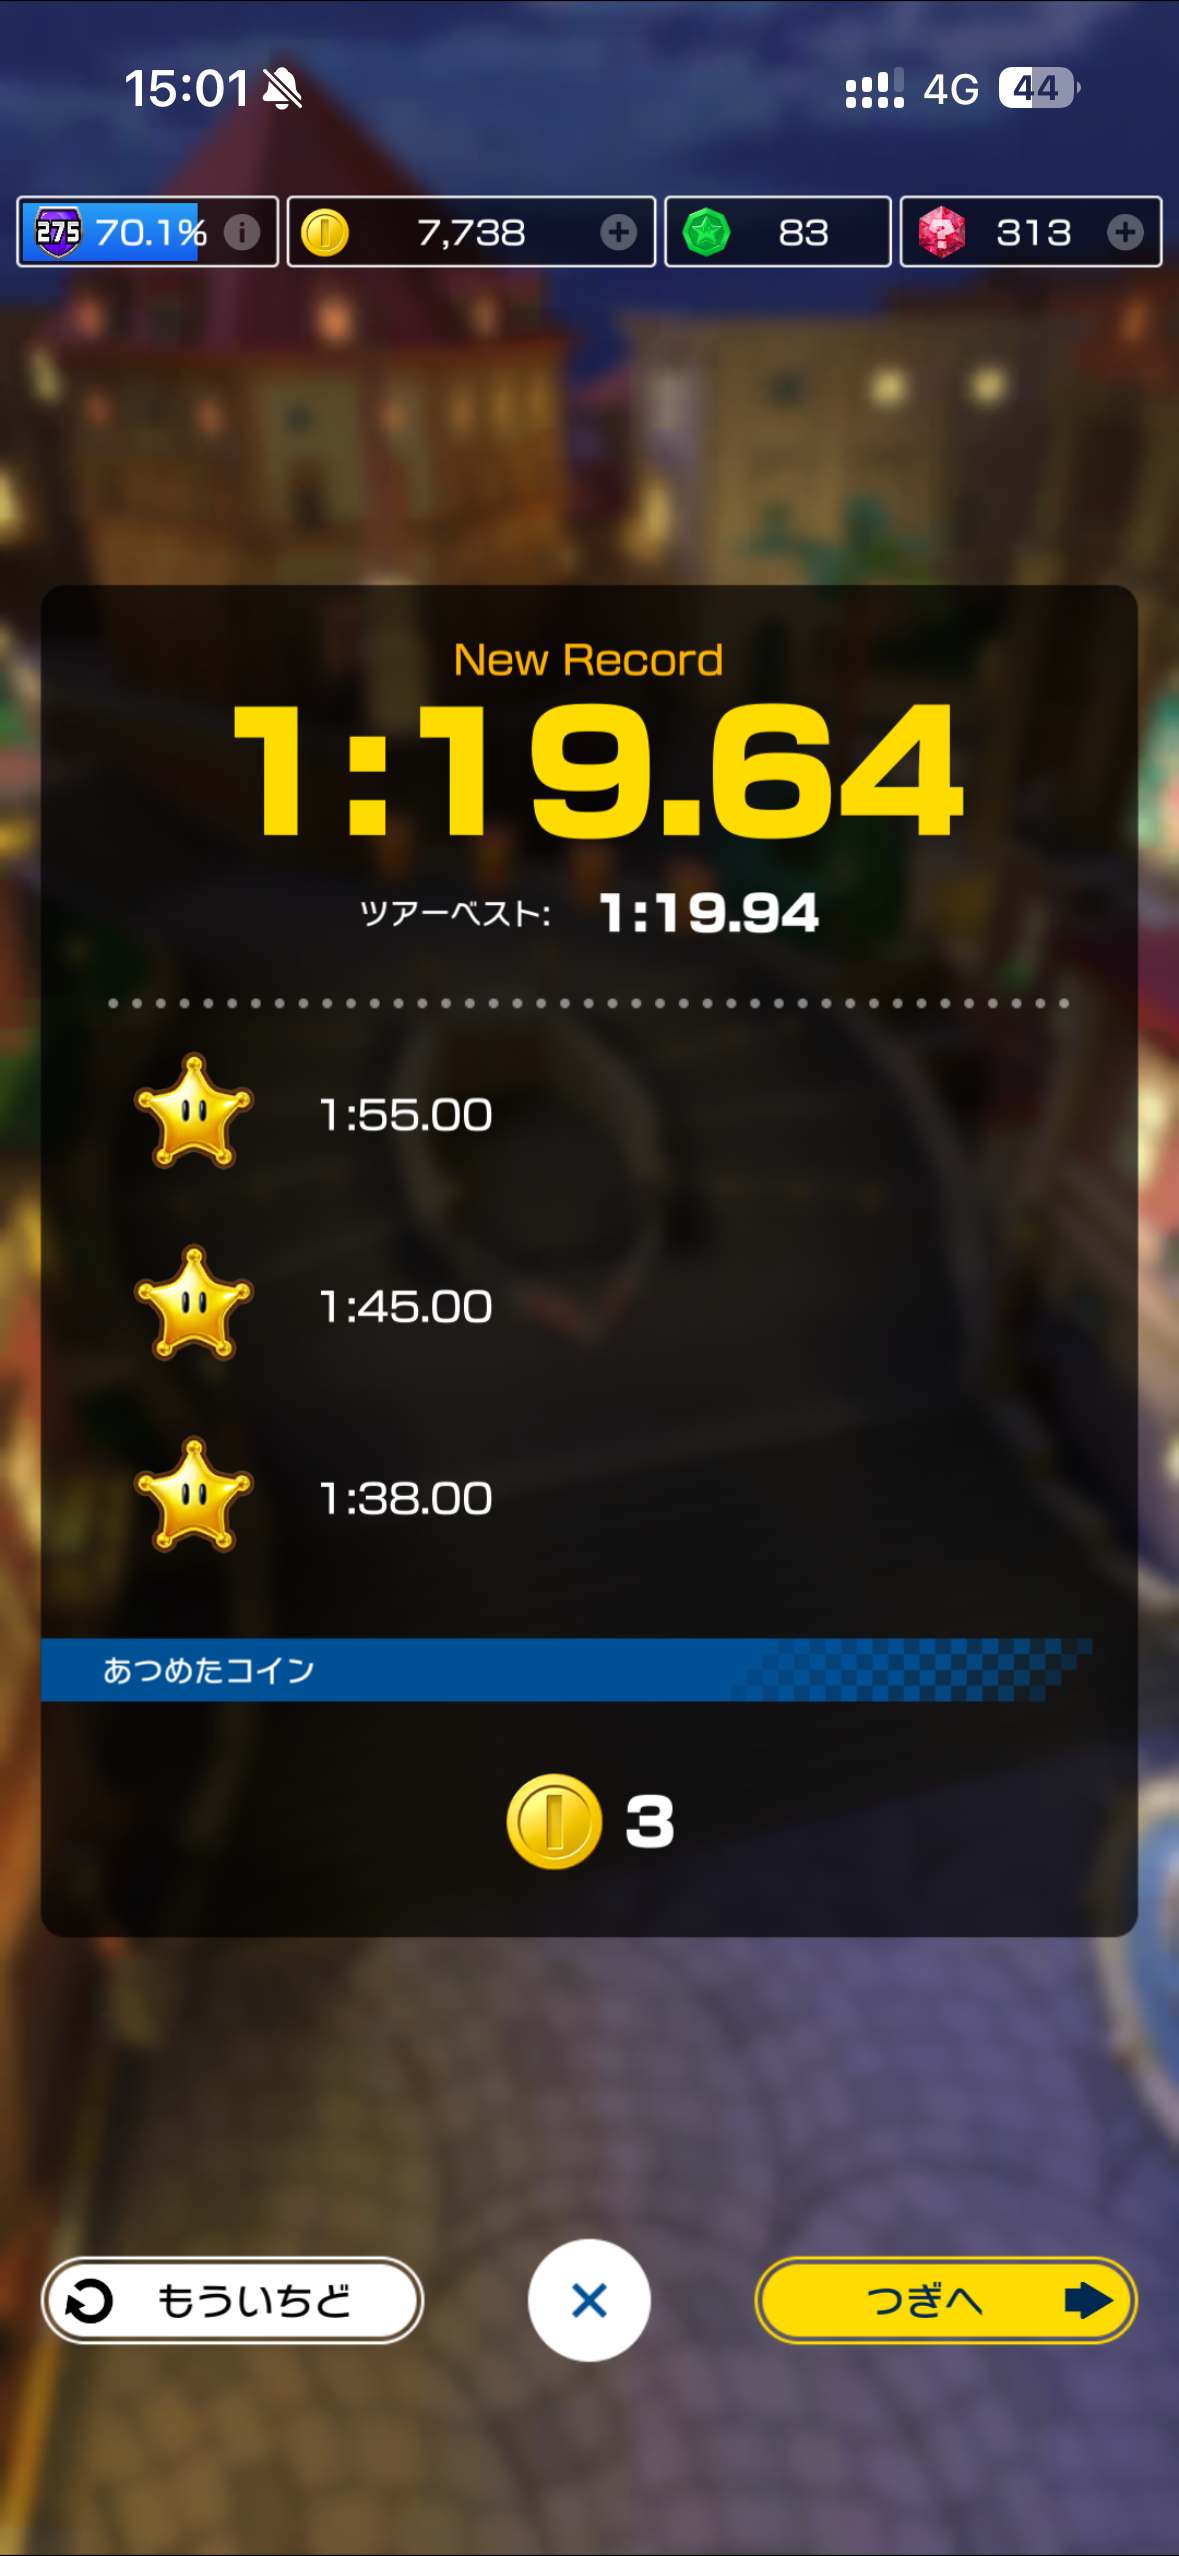 15:01 4G 44
275 70.1% i 7,738 + 83 ? 313 +
New Record
1:19.64
ツアーベスト: 1:19.94
1:55.00
1:45.00
1:38.00
あつめたコイン
3
もういちど × つぎへ